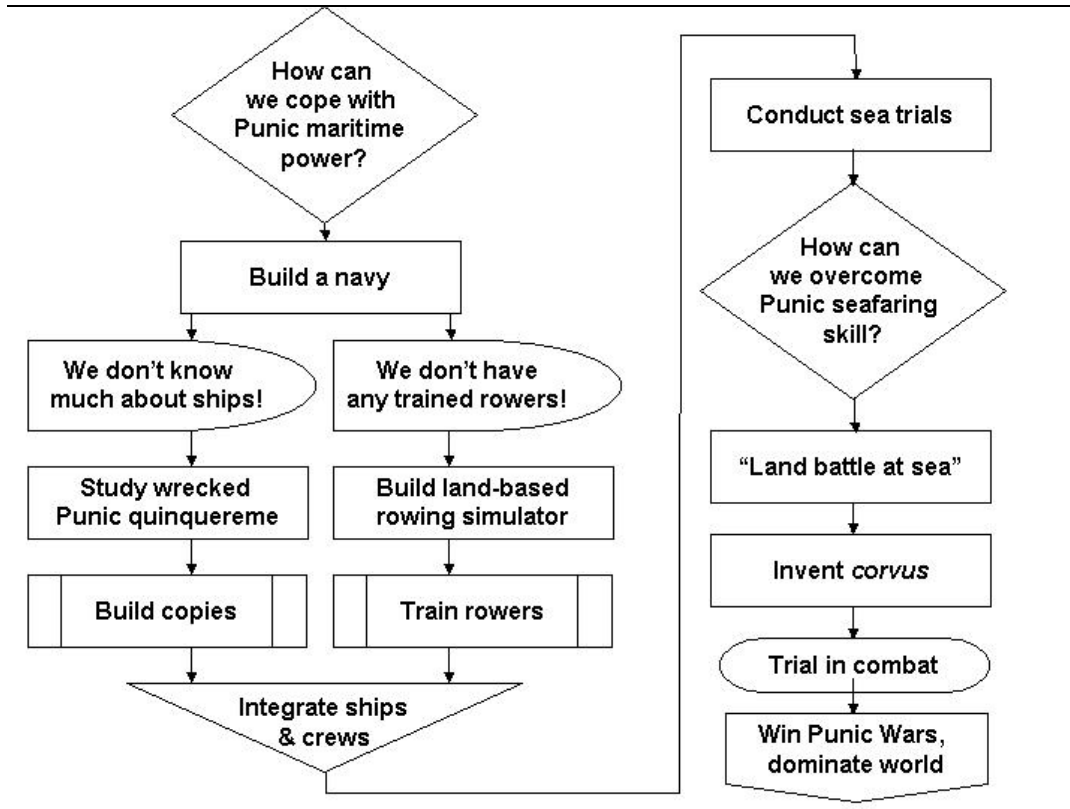 How can
we cope with
Punic maritime
power?
Build a navy
We don't know
much about ships!
We don't have
any trained rowers!
Study wrecked
Punic quinquereme
Build land-based
rowing simulator
Build copies
Train rowers
Integrate ships
& crews
Conduct sea trials
How can
we overcome
Punic seafaring
skill?
“Land battle at sea”
Invent corvus
Trial in combat
Win Punic Wars,
dominate world